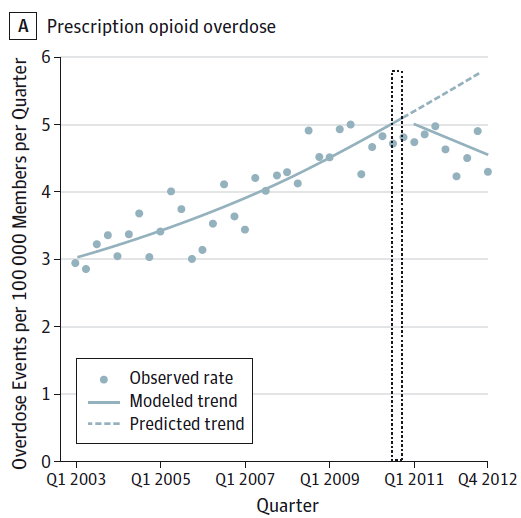 A Prescription opioid overdose
6
5
4
3
2
1
0
Overdose Events per 100 000 Members per Quarter
Observed rate
Modeled trend
Predicted trend
Q1 2003 Q1 2005 Q1 2007 Q1 2009 Q1 2011 Q4 2012
Quarter